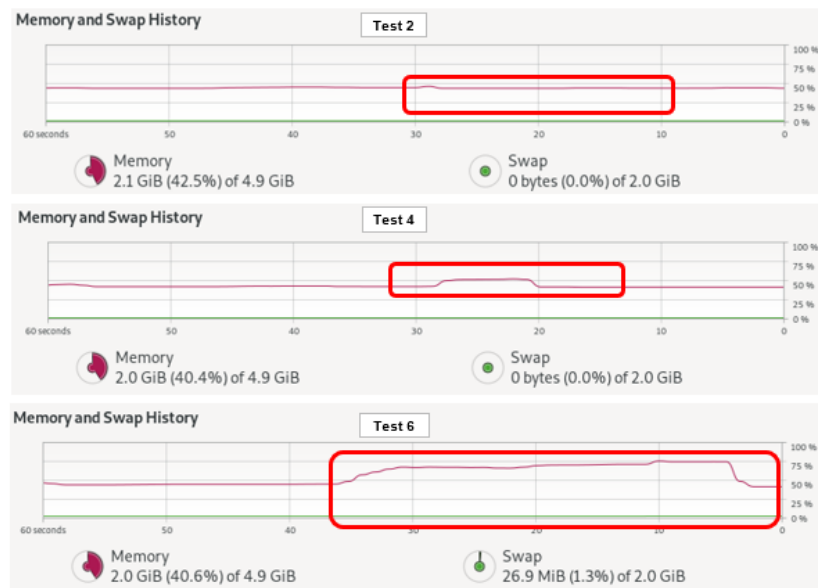 Memory and Swap History
Test 2
100 %
75 %
50 %
25 %
0 %
60 seconds 50 40 30 20 10 0
Memory
2.1 GiB (42.5%) of 4.9 GiB
Swap
0 bytes (0.0%) of 2.0 GiB
Memory and Swap History
Test 4
100 %
75 %
50 %
25 %
0 %
60 seconds 50 40 30 20 10 0
Memory
2.0 GiB (40.4%) of 4.9 GiB
Swap
0 bytes (0.0%) of 2.0 GiB
Memory and Swap History
Test 6
100 %
75 %
50 %
25 %
0 %
60 seconds 50 40 30 20 10 0
Memory
2.0 GiB (40.6%) of 4.9 GiB
Swap
26.9 MiB (1.3%) of 2.0 GiB